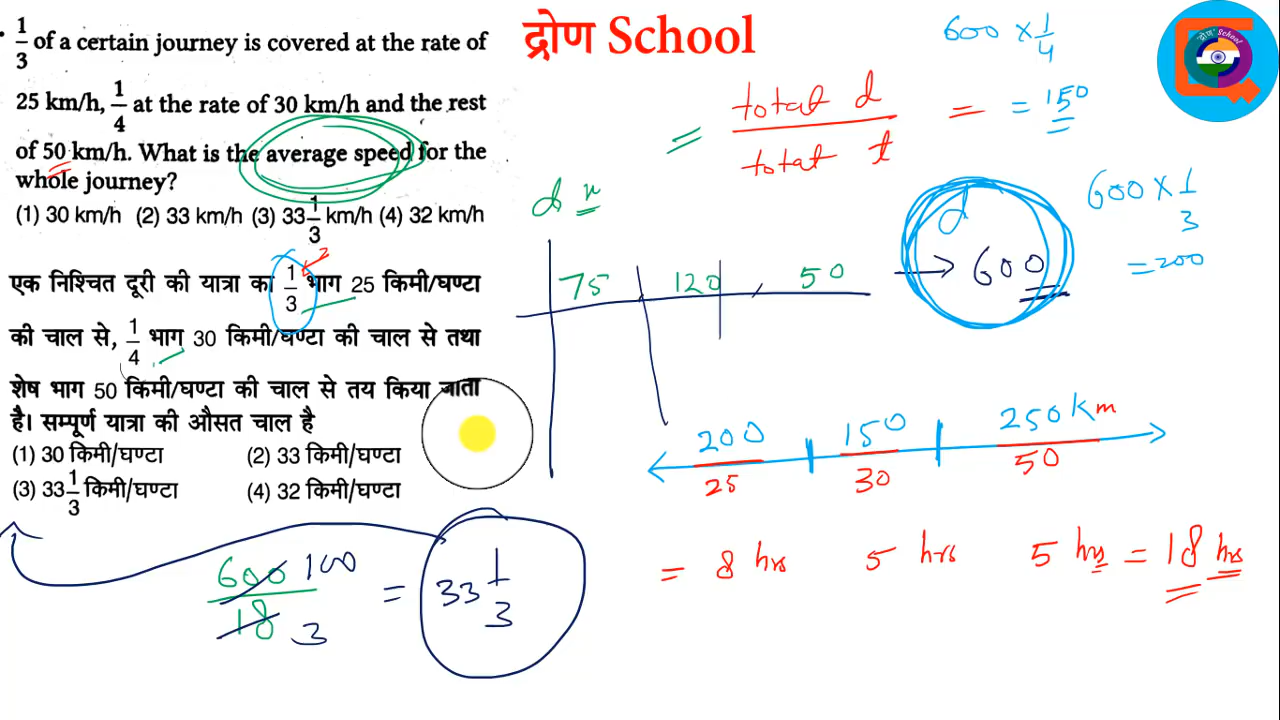 1/3 of a certain journey is covered at the rate of
25 km/h, 1/4 at the rate of 30 km/h and the rest
of 50 km/h. What is the average speed for the
whole journey?
(1) 30 km/h (2) 33 km/h (3) 33 1/3 km/h (4) 32 km/h
एक निश्चित दूरी की यात्रा का 1/3 भाग 25 किमी/घण्टा
की चाल से, 1/4 भाग 30 किमी/घण्टा की चाल से तथा
शेष भाग 50 किमी/घण्टा की चाल से तय किया जाता
है। सम्पूर्ण यात्रा की औसत चाल है
(1) 30 किमी/घण्टा (2) 33 किमी/घण्टा
(3) 33 1/3 किमी/घण्टा (4) 32 किमी/घण्टा
600 100
18 3
= 33 1/3
द्रोण School
= total d / total t =
600 × 1/4
= 150
600 × 1/3
= 200
d
75 120 50 → 600
200 150 250 Km
25 30 50
= 8 hrs 5 hrs 5 hrs = 18 hrs
द्रोण School